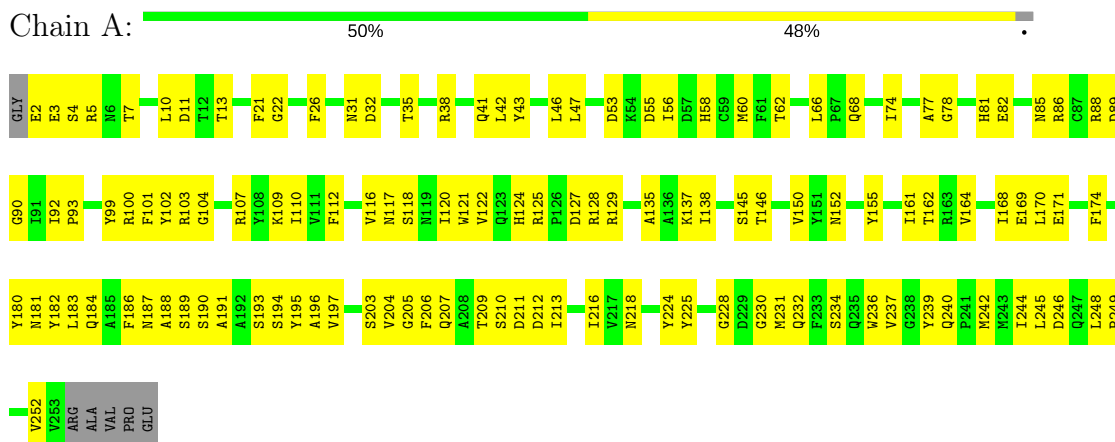 Chain A:
50% 48% •
GLY E2 E3 S4 R5 N6 T7 L10 D11 T12 T13 F21 G22 F26 N31 D32 T35 R38 Q41 L42 Y43 L46 L47 D53 K54 D55 I56 D57 H58 C59 M60 F61 T62 L66 P67 Q68 I74 A77 G78 H81 E82 N85 R86 C87 R88 D89
G90 I91 I92 P93 Y99 R100 F101 Y102 R103 G104 R107 Y108 K109 I110 V111 F112 V116 N117 S118 N119 I120 W121 V122 Q123 H124 R125 P126 D127 R128 R129 A135 A136 K137 I138 S145 T146 V150 Y151 N152 Y155 I161 T162 R163 V164 I168 E169 L170 E171 F174
Y180 N181 Y182 L183 Q184 A185 F186 N187 A188 S189 S190 A191 A192 S193 S194 Y195 A196 V197 S203 V204 G205 F206 Q207 A208 T209 S210 D211 D212 I213 I216 V217 N218 Y224 Y225 G228 D229 G230 M231 Q232 F233 S234 Q235 W236 V237 G238 Y239 Q240 P241 M242 M243 I244 L245 D246 Q247 L248
V252 V253 ARG ALA VAL PRO GLU